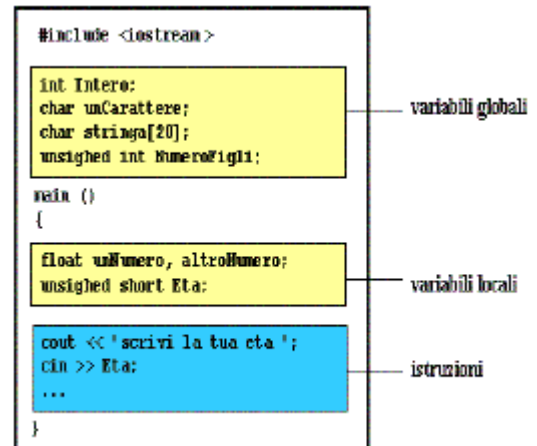 #include <iostream>
int Intero;
char unCarattere;
char stringa[20];
unsighed int NumeroFigli;
variabili globali
main ()
{
float unNumero, altroNumero;
unsighed short Eta;
variabili locali
cout << "scrivi la tua eta ";
cin >> Eta;
...
istruzioni
}